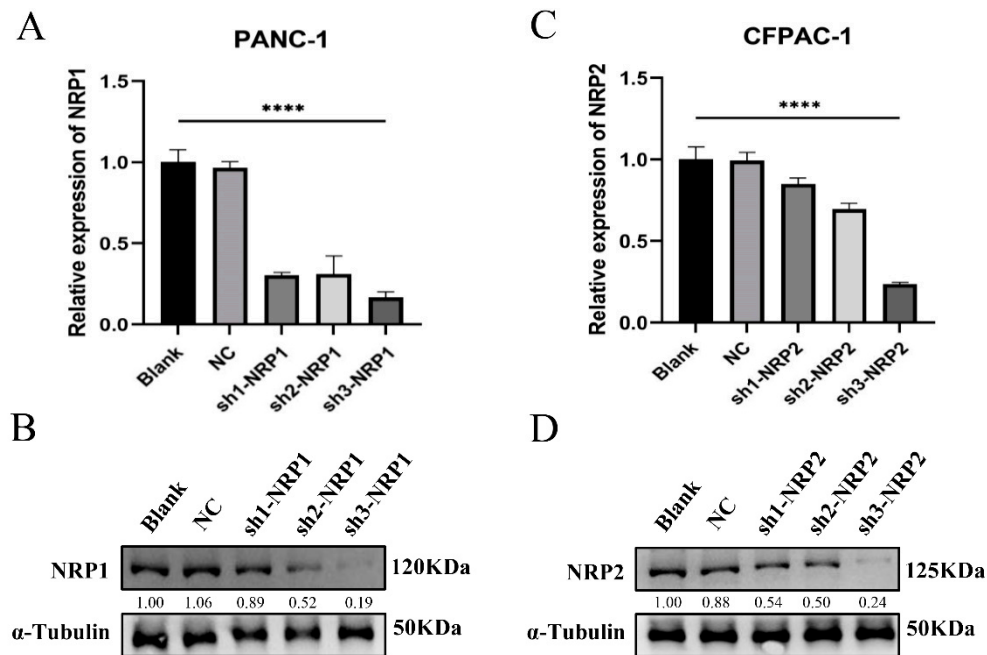 A
PANC-1
Relative expression of NRP1
1.5
1.0
0.5
0.0
****
Blank
NC
sh1-NRP1
sh2-NRP1
sh3-NRP1
C
CFPAC-1
Relative expression of NRP2
1.5
1.0
0.5
0.0
****
Blank
NC
sh1-NRP2
sh2-NRP2
sh3-NRP2
B
Blank
NC
sh1-NRP1
sh2-NRP1
sh3-NRP1
NRP1
120KDa
1.00 1.06 0.89 0.52 0.19
α-Tubulin
50KDa
D
Blank
NC
sh1-NRP2
sh2-NRP2
sh3-NRP2
NRP2
125KDa
1.00 0.88 0.54 0.50 0.24
α-Tubulin
50KDa